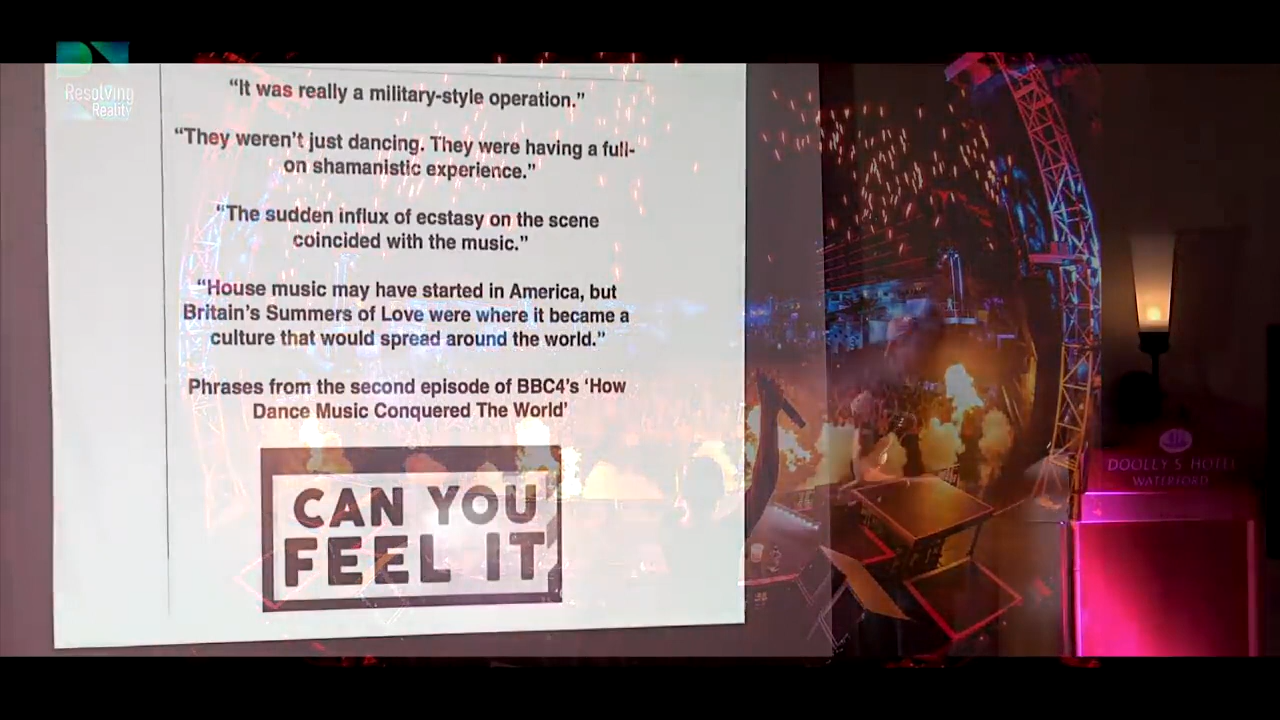 Resolving
Reality
“It was really a military-style operation.”
“They weren’t just dancing. They were having a full-
on shamanistic experience.”
“The sudden influx of ecstasy on the scene
coincided with the music.”
“House music may have started in America, but
Britain’s Summers of Love were where it became a
culture that would spread around the world.”
Phrases from the second episode of BBC4’s ‘How
Dance Music Conquered The World’
CAN YOU
FEEL IT
DOOLLY'S HOTEL
WATERFORD